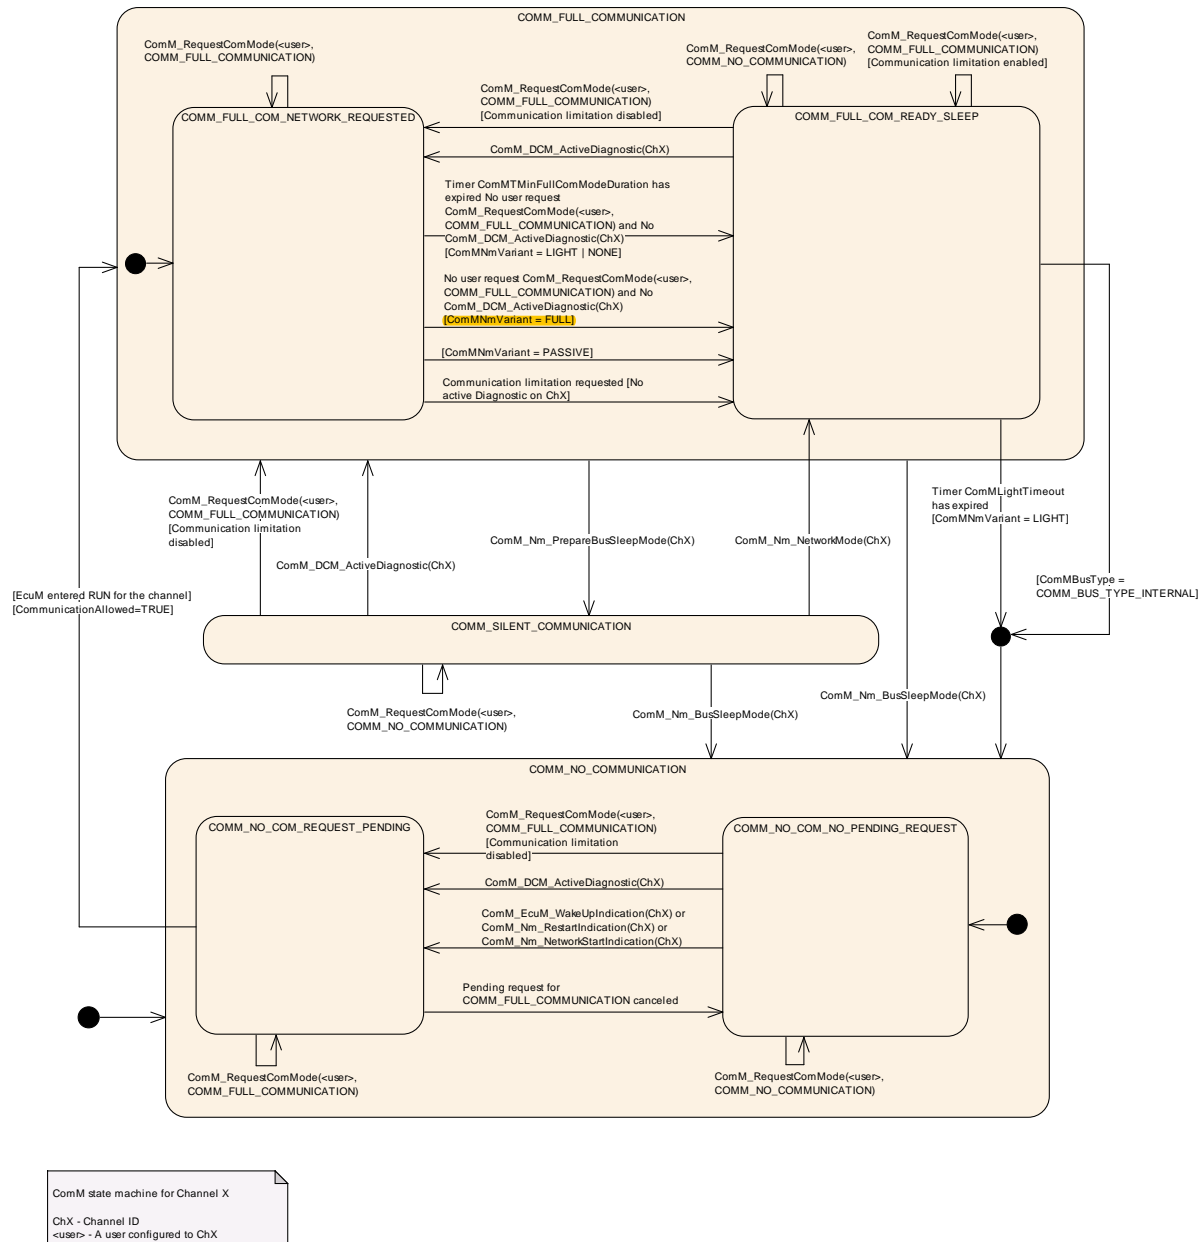 COMM_FULL_COMMUNICATION
ComM_RequestComMode(<user>,
COMM_FULL_COMMUNICATION)
ComM_RequestComMode(<user>,
COMM_NO_COMMUNICATION)
ComM_RequestComMode(<user>,
COMM_FULL_COMMUNICATION)
[Communication limitation enabled]
COMM_FULL_COM_NETWORK_REQUESTED
COMM_FULL_COM_READY_SLEEP
ComM_RequestComMode(<user>,
COMM_FULL_COMMUNICATION)
[Communication limitation disabled]
ComM_DCM_ActiveDiagnostic(ChX)
Timer ComMTMinFullComModeDuration has
expired No user request
ComM_RequestComMode(<user>,
COMM_FULL_COMMUNICATION) and No
ComM_DCM_ActiveDiagnostic(ChX)
[ComMNmVariant = LIGHT | NONE]
No user request ComM_RequestComMode(<user>,
COMM_FULL_COMMUNICATION) and No
ComM_DCM_ActiveDiagnostic(ChX)
[ComMNmVariant = FULL]
[ComMNmVariant = PASSIVE]
Communication limitation requested [No
active Diagnostic on ChX]
ComM_RequestComMode(<user>,
COMM_FULL_COMMUNICATION)
[Communication limitation
disabled]
ComM_DCM_ActiveDiagnostic(ChX)
ComM_Nm_PrepareBusSleepMode(ChX)
ComM_Nm_NetworkMode(ChX)
Timer ComMLightTimeout
has expired
[ComMNmVariant = LIGHT]
[ComMBusType =
COMM_BUS_TYPE_INTERNAL]
[EcuM entered RUN for the channel]
[CommunicationAllowed=TRUE]
COMM_SILENT_COMMUNICATION
ComM_RequestComMode(<user>,
COMM_NO_COMMUNICATION)
ComM_Nm_BusSleepMode(ChX)
ComM_Nm_BusSleepMode(ChX)
COMM_NO_COMMUNICATION
COMM_NO_COM_REQUEST_PENDING
COMM_NO_COM_NO_PENDING_REQUEST
ComM_RequestComMode(<user>,
COMM_FULL_COMMUNICATION)
[Communication limitation
disabled]
ComM_DCM_ActiveDiagnostic(ChX)
ComM_EcuM_WakeUpIndication(ChX) or
ComM_Nm_RestartIndication(ChX) or
ComM_Nm_NetworkStartIndication(ChX)
Pending request for
COMM_FULL_COMMUNICATION canceled
ComM_RequestComMode(<user>,
COMM_FULL_COMMUNICATION)
ComM_RequestComMode(<user>,
COMM_NO_COMMUNICATION)
ComM state machine for Channel X
ChX - Channel ID
<user> - A user configured to ChX